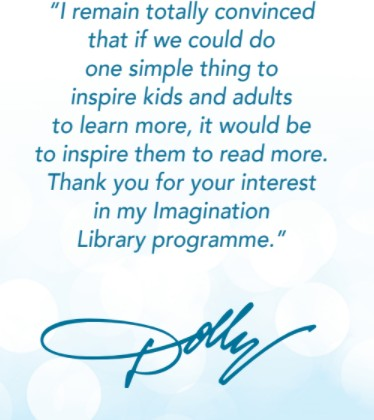 “I remain totally convinced
that if we could do
one simple thing to
inspire kids and adults
to learn more, it would be
to inspire them to read more.
Thank you for your interest
in my Imagination
Library programme.”
Dolly